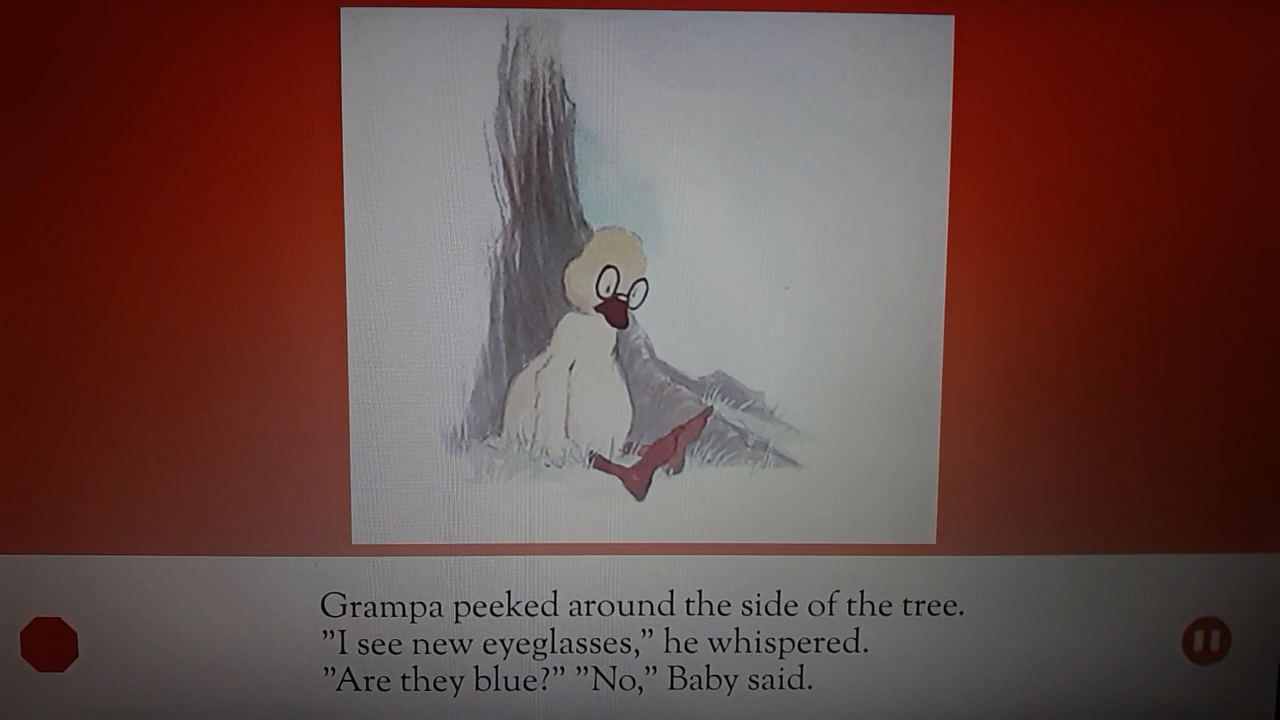 Grampa peeked around the side of the tree.
”I see new eyeglasses,” he whispered.
”Are they blue?” ”No,” Baby said.